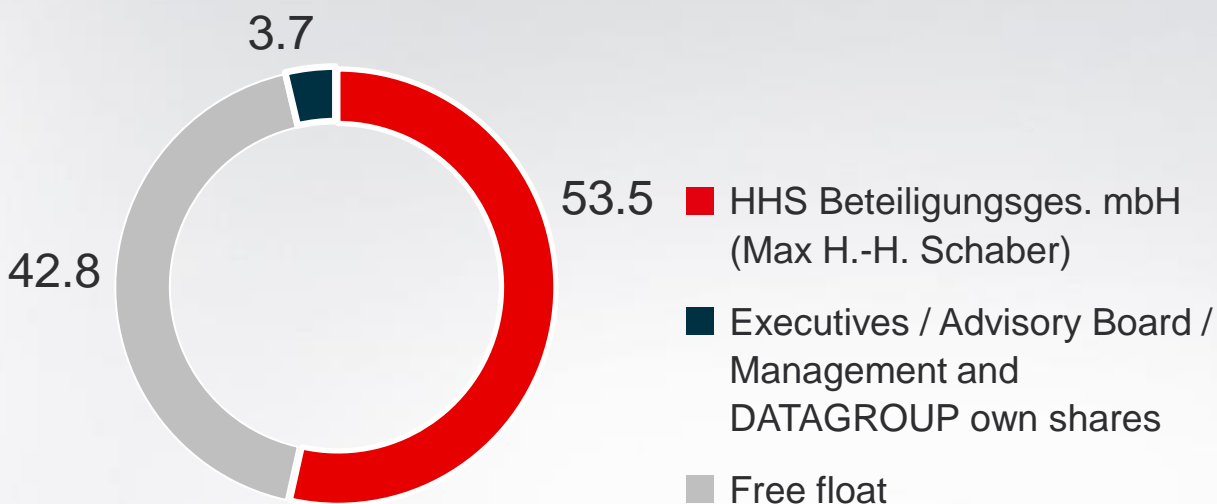 3.7
53.5
42.8
HHS Beteiligungsges. mbH
(Max H.-H. Schaber)
Executives / Advisory Board /
Management and
DATAGROUP own shares
Free float